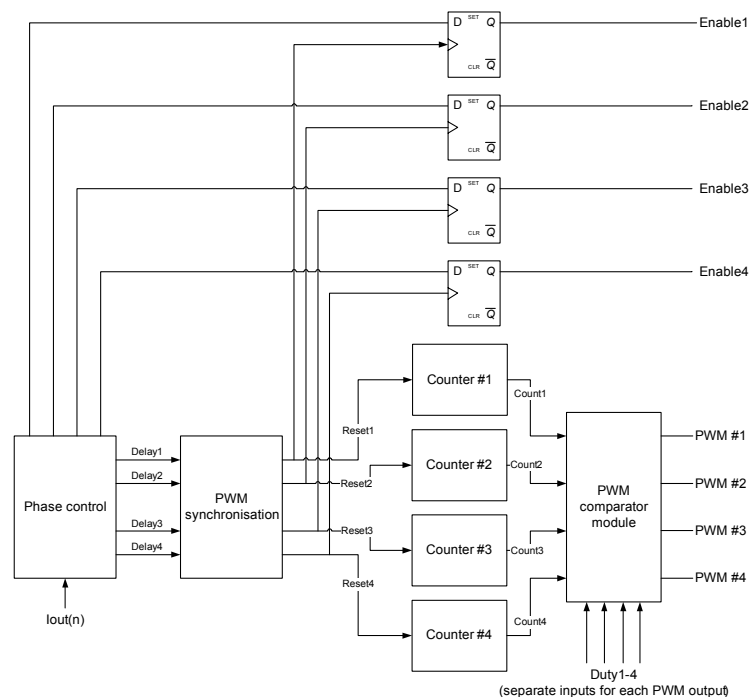 D SET Q
CLR Q
Enable1
D SET Q
CLR Q
Enable2
D SET Q
CLR Q
Enable3
D SET Q
CLR Q
Enable4
Phase control
Iout(n)
Delay1
Delay2
Delay3
Delay4
PWM
synchronisation
Reset1
Reset2
Reset3
Reset4
Counter #1
Counter #2
Counter #3
Counter #4
Count1
Count2
Count3
Count4
PWM
comparator
module
PWM #1
PWM #2
PWM #3
PWM #4
Duty1-4
(separate inputs for each PWM output)